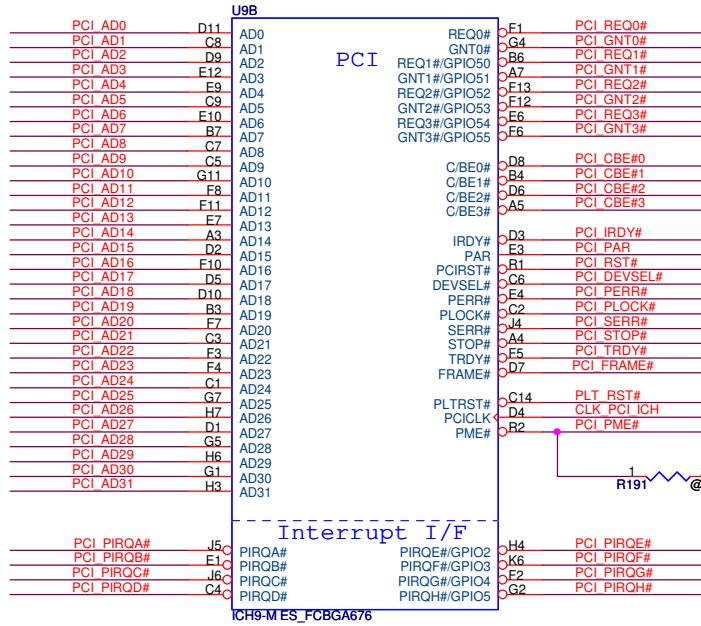 U9B
PCI
PCI_AD0 D11 AD0 REQ0# F1 PCI_REQ0#
PCI_AD1 C8 AD1 GNT0# G4 PCI_GNT0#
PCI_AD2 D9 AD2 REQ1#/GPIO50 B6 PCI_REQ1#
PCI_AD3 E12 AD3 GNT1#/GPIO51 A7 PCI_GNT1#
PCI_AD4 E9 AD4 REQ2#/GPIO52 F13 PCI_REQ2#
PCI_AD5 C9 AD5 GNT2#/GPIO53 F12 PCI_GNT2#
PCI_AD6 E10 AD6 REQ3#/GPIO54 E6 PCI_REQ3#
PCI_AD7 B7 AD7 GNT3#/GPIO55 F6 PCI_GNT3#
PCI_AD8 C7 AD8
PCI_AD9 C5 AD9 C/BE0# D8 PCI_CBE#0
PCI_AD10 G11 AD10 C/BE1# B4 PCI_CBE#1
PCI_AD11 F8 AD11 C/BE2# D6 PCI_CBE#2
PCI_AD12 F11 AD12 C/BE3# A5 PCI_CBE#3
PCI_AD13 E7 AD13
PCI_AD14 A3 AD14 IRDY# D3 PCI_IRDY#
PCI_AD15 D2 AD15 PAR E3 PCI_PAR
PCI_AD16 F10 AD16 PCIRST# R1 PCI_RST#
PCI_AD17 D5 AD17 DEVSEL# C6 PCI_DEVSEL#
PCI_AD18 D10 AD18 PERR# E4 PCI_PERR#
PCI_AD19 B3 AD19 PLOCK# C2 PCI_PLOCK#
PCI_AD20 F7 AD20 SERR# J4 PCI_SERR#
PCI_AD21 C3 AD21 STOP# A4 PCI_STOP#
PCI_AD22 F3 AD22 TRDY# F5 PCI_TRDY#
PCI_AD23 F4 AD23 FRAME# D7 PCI_FRAME#
PCI_AD24 C1 AD24
PCI_AD25 G7 AD25 PLTRST# C14 PLT_RST#
PCI_AD26 H7 AD26 PCICLK D4 CLK_PCI_ICH
PCI_AD27 D1 AD27 PME# R2 PCI_PME#
PCI_AD28 G5 AD28
PCI_AD29 H6 AD29
PCI_AD30 G1 AD30 1
PCI_AD31 H3 AD31 R191 @
Interrupt I/F
PCI_PIRQA# J5 PIRQA# PIRQE#/GPIO2 H4 PCI_PIRQE#
PCI_PIRQB# E1 PIRQB# PIRQF#/GPIO3 K6 PCI_PIRQF#
PCI_PIRQC# J6 PIRQC# PIRQG#/GPIO4 F2 PCI_PIRQG#
PCI_PIRQD# C4 PIRQD# PIRQH#/GPIO5 G2 PCI_PIRQH#
ICH9-M ES_FCBGA676